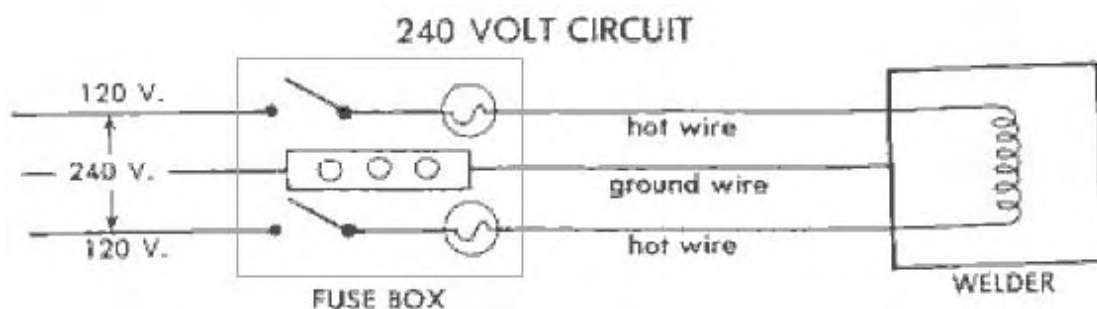 240 VOLT CIRCUIT
120 V.
hot wire
240 V.
ground wire
120 V.
hot wire
FUSE BOX
WELDER